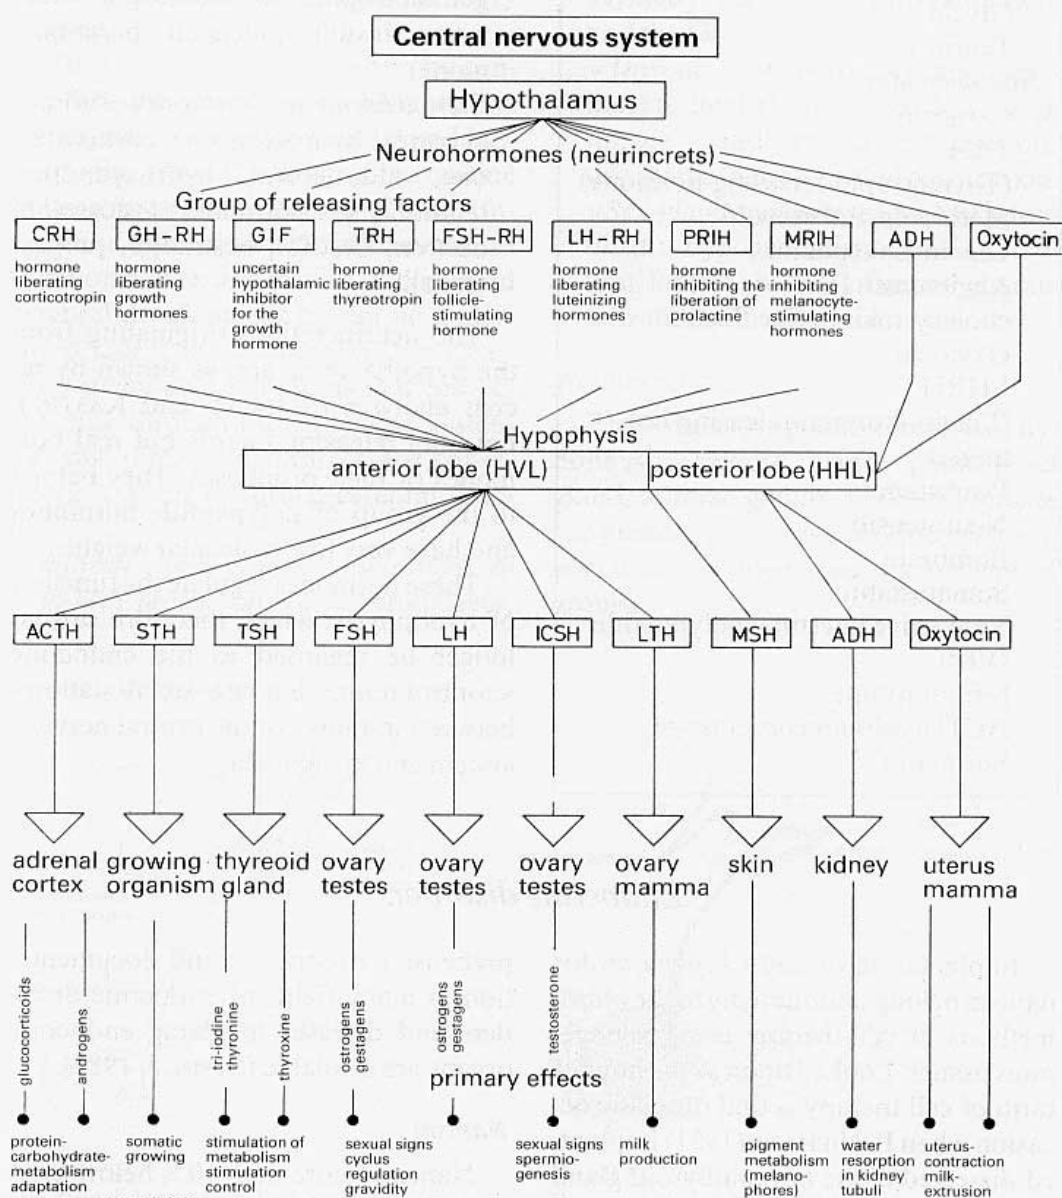 Central nervous system
Hypothalamus
Neurohormones (neurincrets)
Group of releasing factors
CRH
GH-RH
GIF
TRH
FSH-RH
LH-RH
PRIH
MRIH
ADH
Oxytocin
hormone
liberating
corticotropin
hormone
liberating
growth
hormones
uncertain
hypothalamic
inhibitor
for the
growth
hormone
hormone
liberating
thyreotropin
hormone
liberating
follicle-
stimulating
hormone
hormone
liberating
luteinizing
hormones
hormone
inhibiting the
liberation of
prolactine
hormone
inhibiting
melanocyte-
stimulating
hormones
Hypophysis
anterior lobe (HVL)
posterior lobe (HHL)
ACTH
STH
TSH
FSH
LH
ICSH
LTH
MSH
ADH
Oxytocin
adrenal
cortex
growing
organism
thyreoid
gland
ovary
testes
ovary
testes
ovary
testes
ovary
mamma
skin
kidney
uterus
mamma
glucocorticoids
androgens
tri-iodine
thyronine
thyroxine
ostrogens
gestagens
ostrogens
gestagens
testosterone
primary effects
protein-
carbohydrate-
metabolism
adaptation
somatic
growing
stimulation of
metabolism
stimulation
control
sexual signs
cyclus
regulation
gravidity
sexual signs
spermio-
genesis
milk
production
pigment
metabolism
(melano-
phores)
water
resorption
in kidney
tubuli
uterus-
contraction
milk-
extrusion